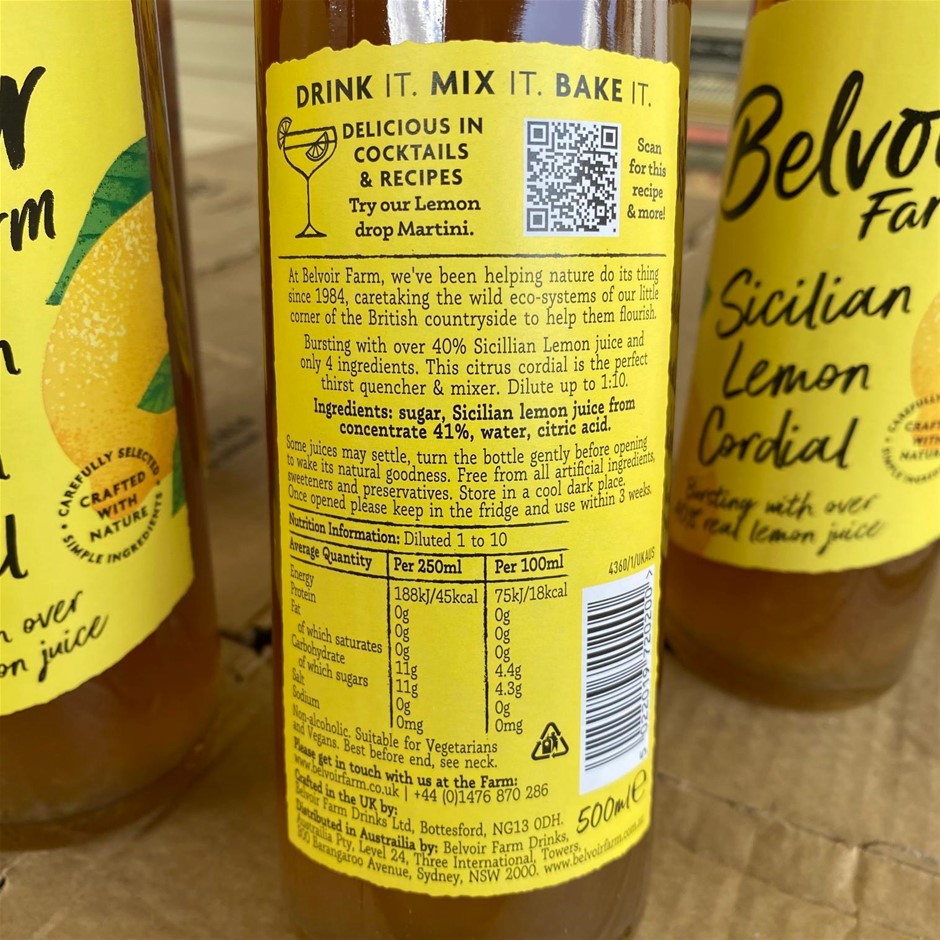 DRINK IT. MIX IT. BAKE IT.
DELICIOUS IN
COCKTAILS
& RECIPES
Try our Lemon
drop Martini.
Scan
for this
recipe
& more!
At Belvoir Farm, we've been helping nature do its thing
since 1984, caretaking the wild eco-systems of our little
corner of the British countryside to help them flourish.
Bursting with over 40% Sicillian Lemon juice and
only 4 ingredients. This citrus cordial is the perfect
thirst quencher & mixer. Dilute up to 1:10.
Ingredients: sugar, Sicilian lemon juice from
concentrate 41%, water, citric acid.
Some juices may settle, turn the bottle gently before opening
to wake its natural goodness. Free from all artificial ingredients,
sweeteners and preservatives. Store in a cool dark place.
Once opened please keep in the fridge and use within 3 weeks.
Nutrition Information: Diluted 1 to 10
Average Quantity Per 250ml Per 100ml
Energy 188kJ/45kcal 75kJ/18kcal
Protein 0g 0g
Fat 0g 0g
of which saturates 0g 0g
Carbohydrate 11g 4.4g
of which sugars 11g 4.3g
Salt 0g 0g
Sodium 0mg 0mg
4360/1/UKAUS
Non-alcoholic. Suitable for Vegetarians
and Vegans. Best before end, see neck.
Please get in touch with us at the Farm:
www.belvoirfarm.co.uk | +44 (0)1476 870 286
Crafted in the UK by:
Belvoir Farm Drinks Ltd, Bottesford, NG13 0DH.
Distributed in Austrailia by: Belvoir Farm Drinks,
Austrailia Pty, Level 24, Three International Towers,
300 Barangaroo Avenue, Sydney, NSW 2000. www.belvoirfarm.com.au
500ml e
Belvo
Far
Sicilian
Lemon
Cordial
Bursting with over
40% real lemon juice
CAREFULLY SELECTED
CRAFTED
WITH
NATURE
SIMPLE INGREDIENTS
over
on juice